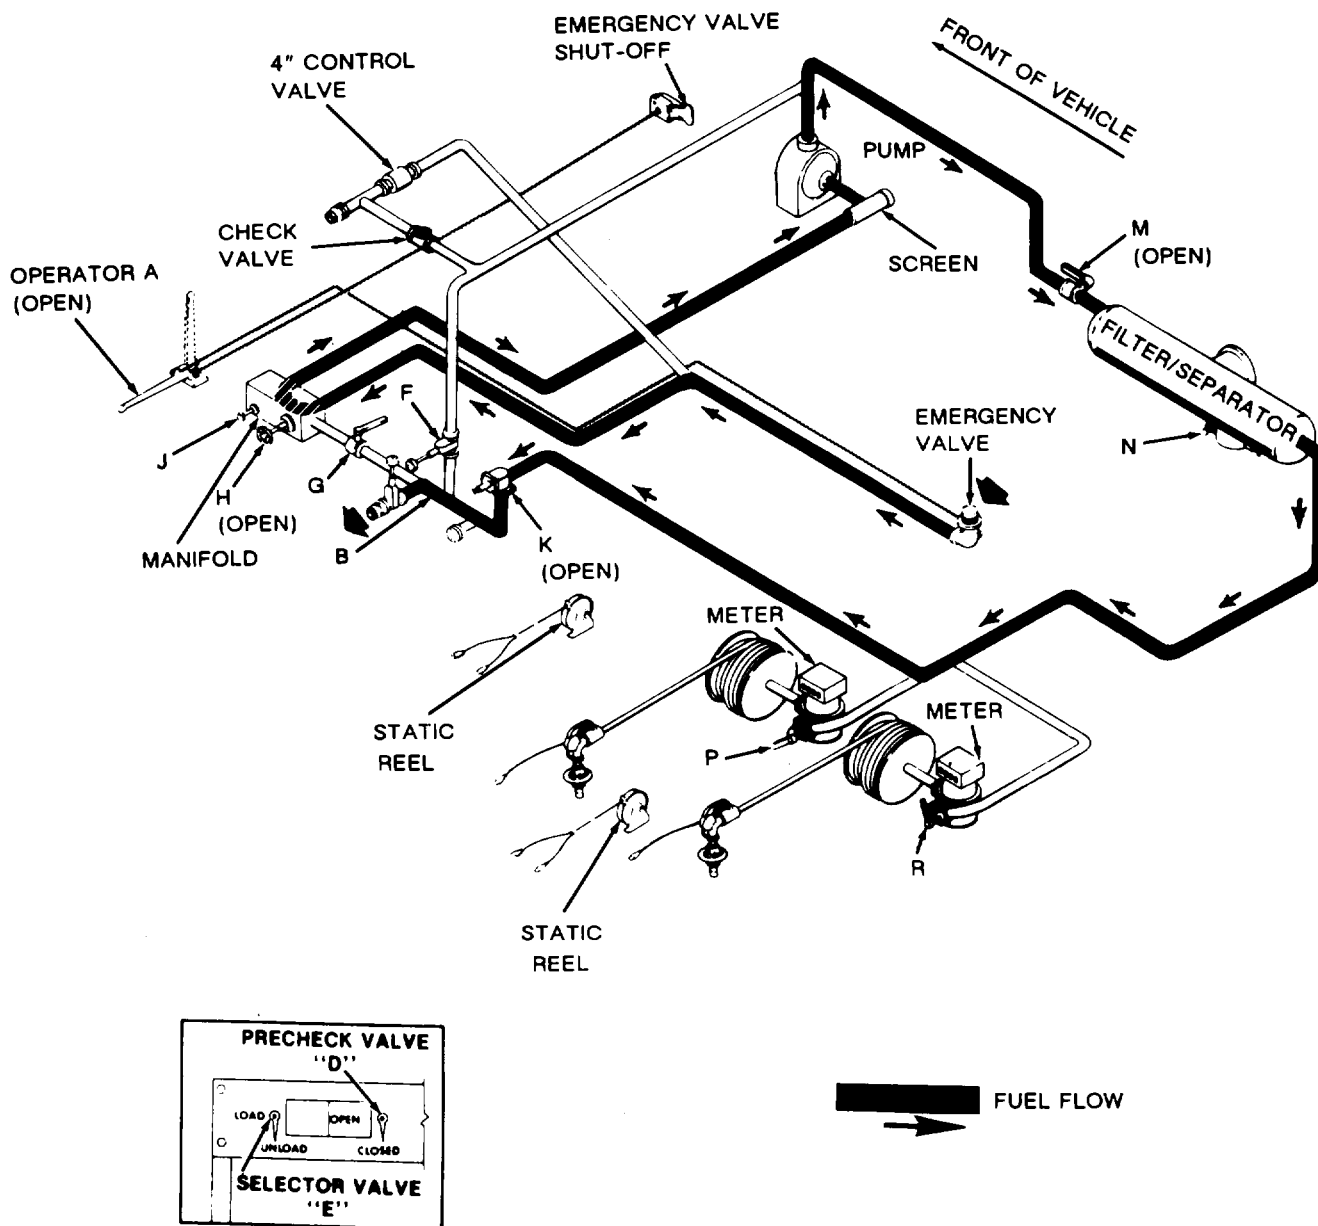 EMERGENCY VALVE
SHUT-OFF
FRONT OF VEHICLE
4" CONTROL
VALVE
PUMP
CHECK
VALVE
M
(OPEN)
OPERATOR A
(OPEN)
SCREEN
FILTER/SEPARATOR
F
EMERGENCY
VALVE
N
J
H
(OPEN)
G
MANIFOLD
B
K
(OPEN)
METER
STATIC
REEL
METER
P
R
STATIC
REEL
PRECHECK VALVE
"D"
LOAD
OPEN
UNLOAD
CLOSED
SELECTOR VALVE
"E"
FUEL FLOW